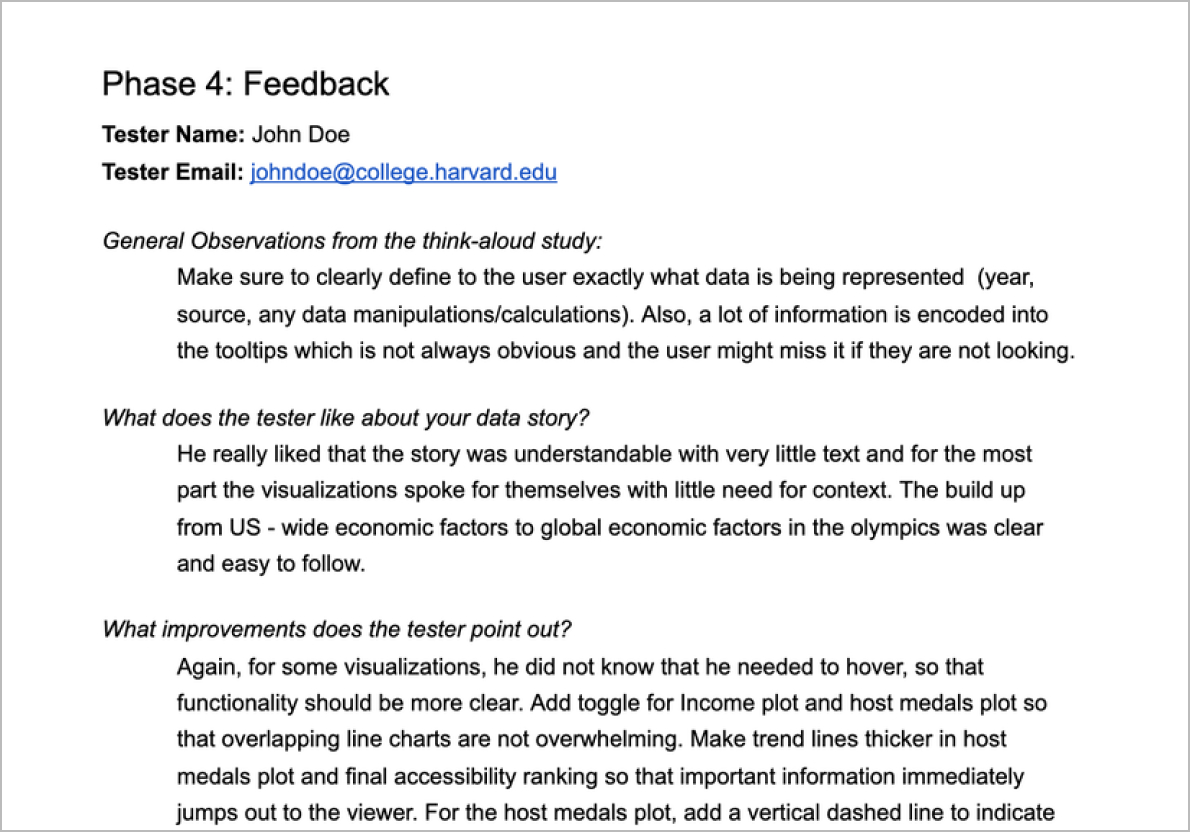 Phase 4: Feedback
Tester Name: John Doe
Tester Email: johndoe@college.harvard.edu
General Observations from the think-aloud study:
Make sure to clearly define to the user exactly what data is being represented  (year,
source, any data manipulations/calculations). Also, a lot of information is encoded into
the tooltips which is not always obvious and the user might miss it if they are not looking.
What does the tester like about your data story?
He really liked that the story was understandable with very little text and for the most
part the visualizations spoke for themselves with little need for context. The build up
from US - wide economic factors to global economic factors in the olympics was clear
and easy to follow.
What improvements does the tester point out?
Again, for some visualizations, he did not know that he needed to hover, so that
functionality should be more clear. Add toggle for Income plot and host medals plot so
that overlapping line charts are not overwhelming. Make trend lines thicker in host
medals plot and final accessibility ranking so that important information immediately
jumps out to the viewer. For the host medals plot, add a vertical dashed line to indicate